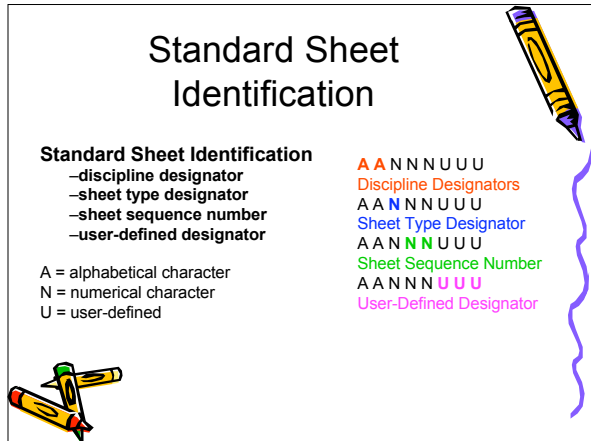 Standard Sheet
Identification
Standard Sheet Identification
–discipline designator
–sheet type designator
–sheet sequence number
–user-defined designator
A = alphabetical character
N = numerical character
U = user-defined
A A N N N U U U
Discipline Designators
A A N N N U U U
Sheet Type Designator
A A N N N U U U
Sheet Sequence Number
A A N N N U U U
User-Defined Designator